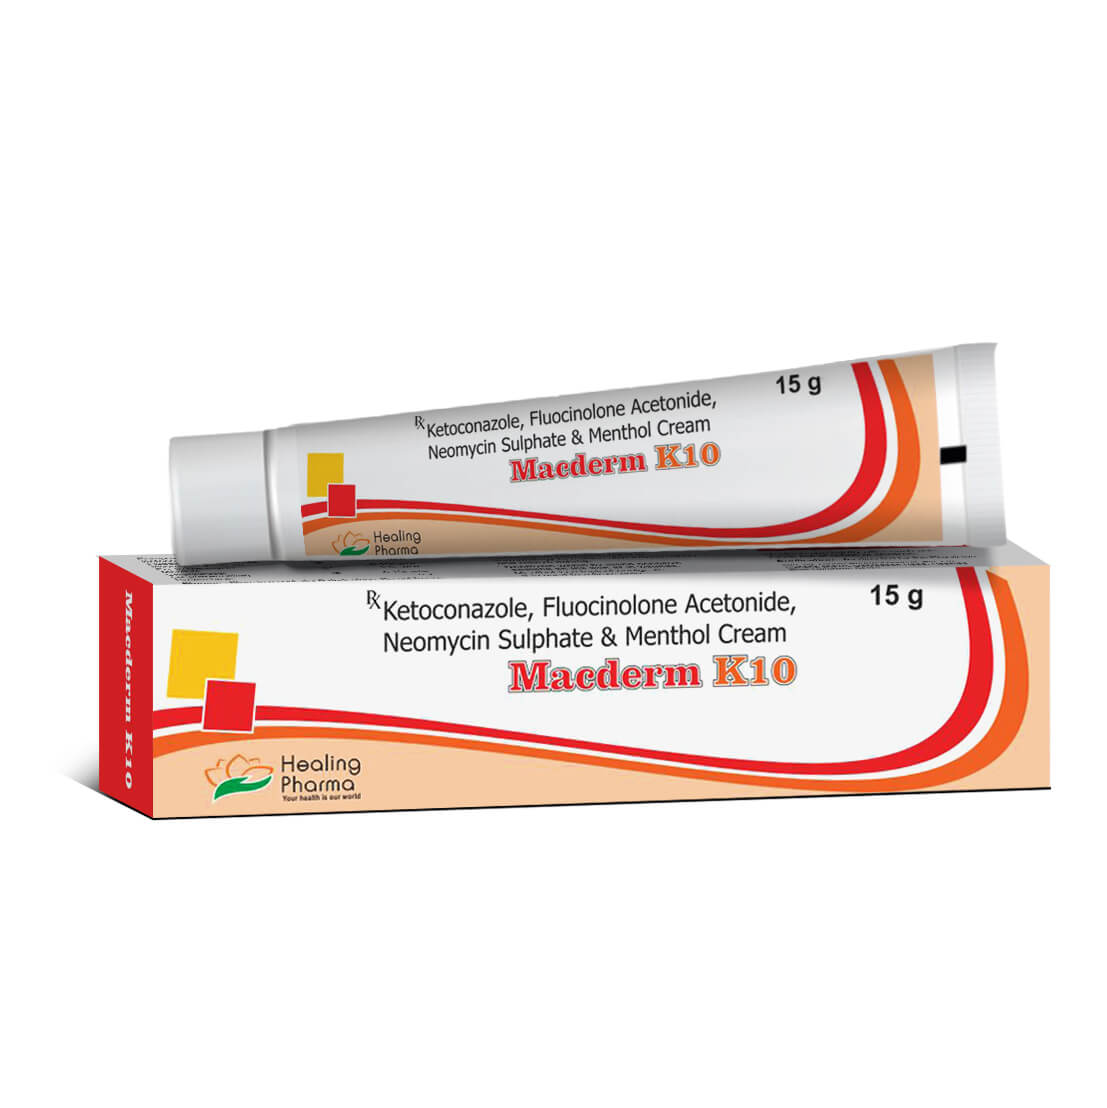 15 g
℞ Ketoconazole, Fluocinolone Acetonide,
Neomycin Sulphate & Menthol Cream
Macderm K10
Healing
Pharma
Macderm K10
℞ Ketoconazole, Fluocinolone Acetonide,
Neomycin Sulphate & Menthol Cream
15 g
Macderm K10
Healing
Pharma
Your health is our world